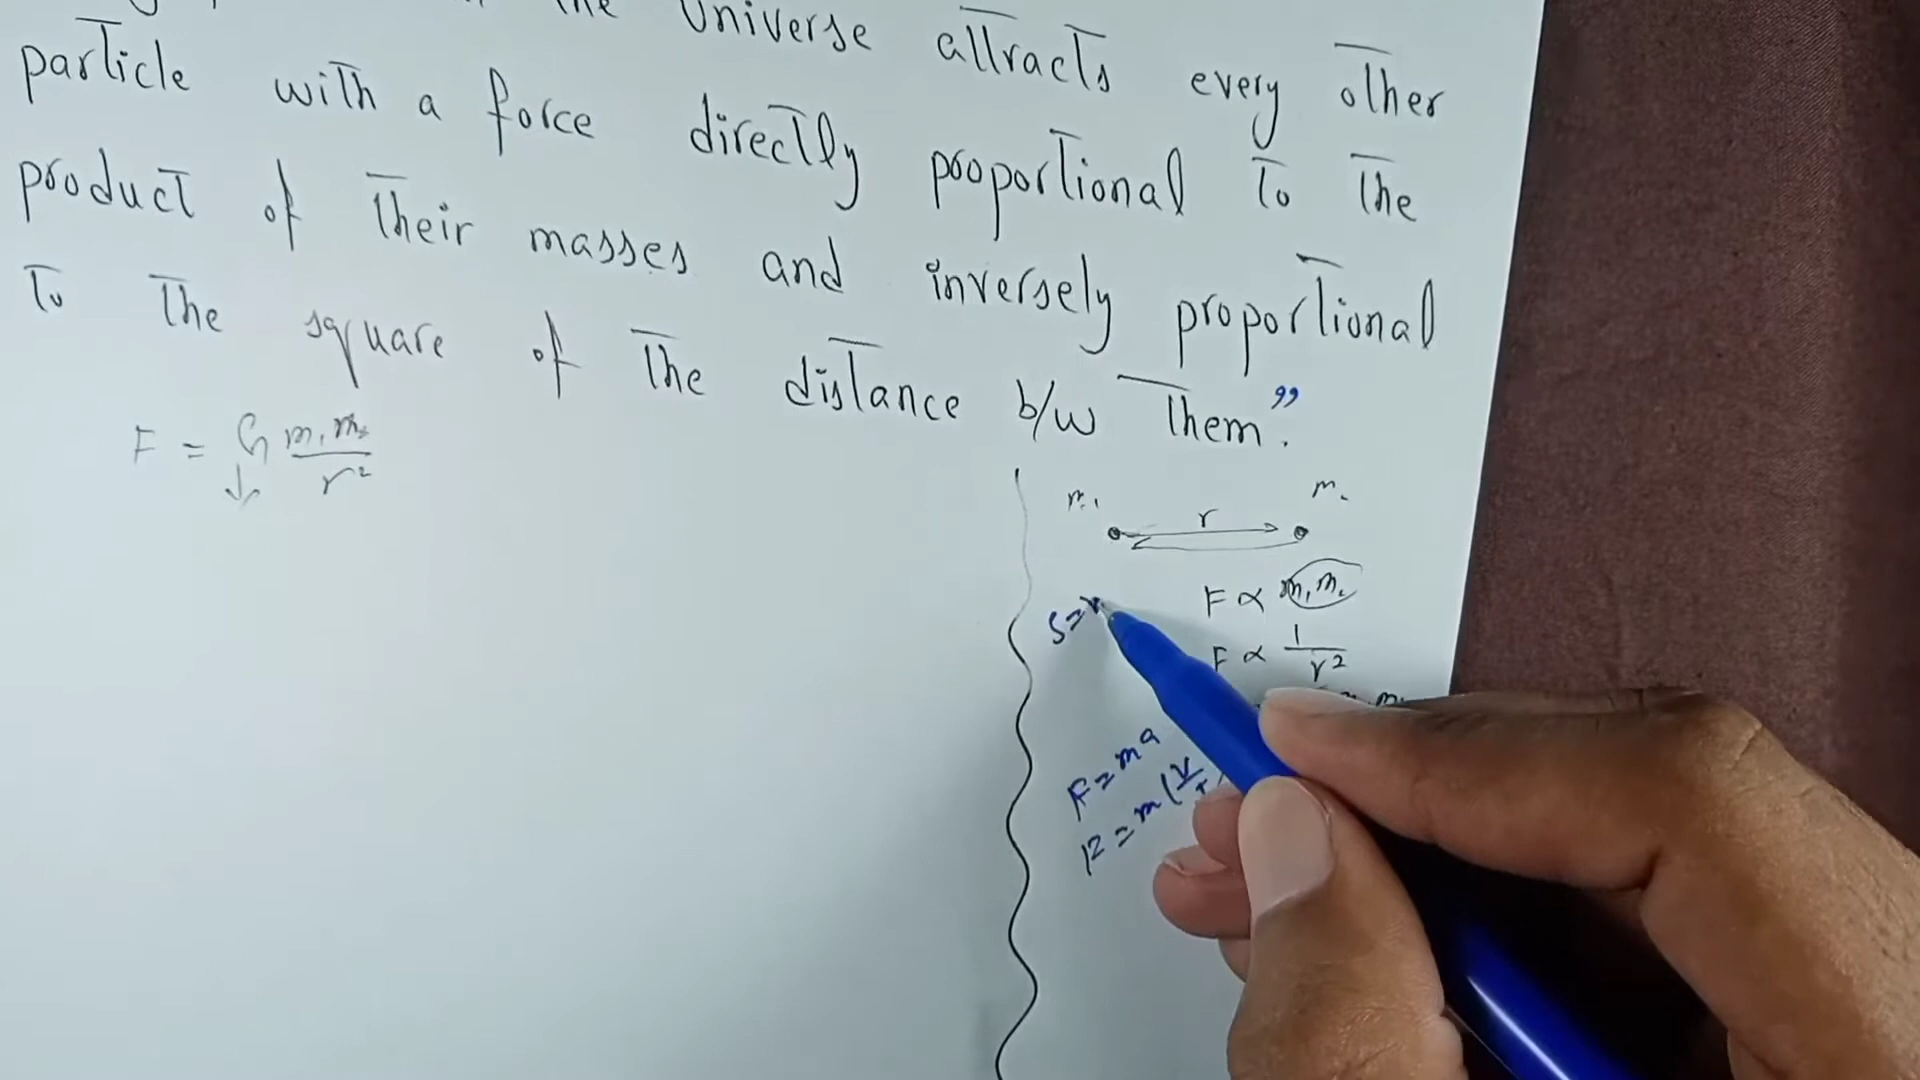 the Universe attracts every other
particle with a force directly proportional to the
product of their masses and inversely proportional
to the square of the distance b/w them."
F = G m₁m₂/r²
m₁ r m₂
F ∝ m₁m₂
F ∝ 1/r²
S=v
F=ma
F=m(v/t)